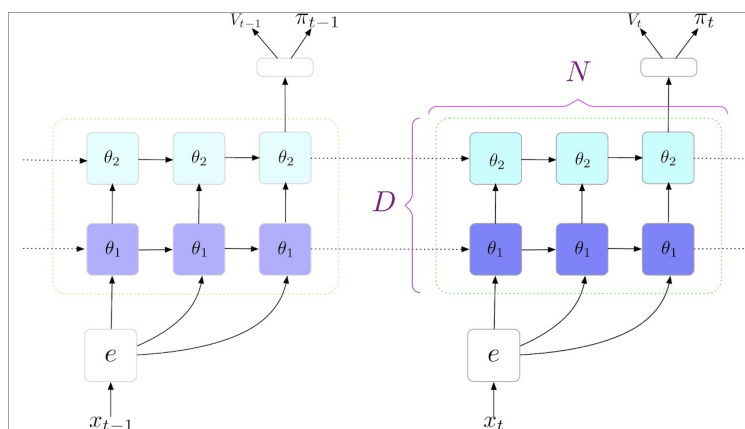 V_{t-1} π_{t-1} V_t π_t
N
θ_2 θ_2 θ_2 θ_2 θ_2 θ_2
D
θ_1 θ_1 θ_1 θ_1 θ_1 θ_1
e e
x_{t-1} x_t